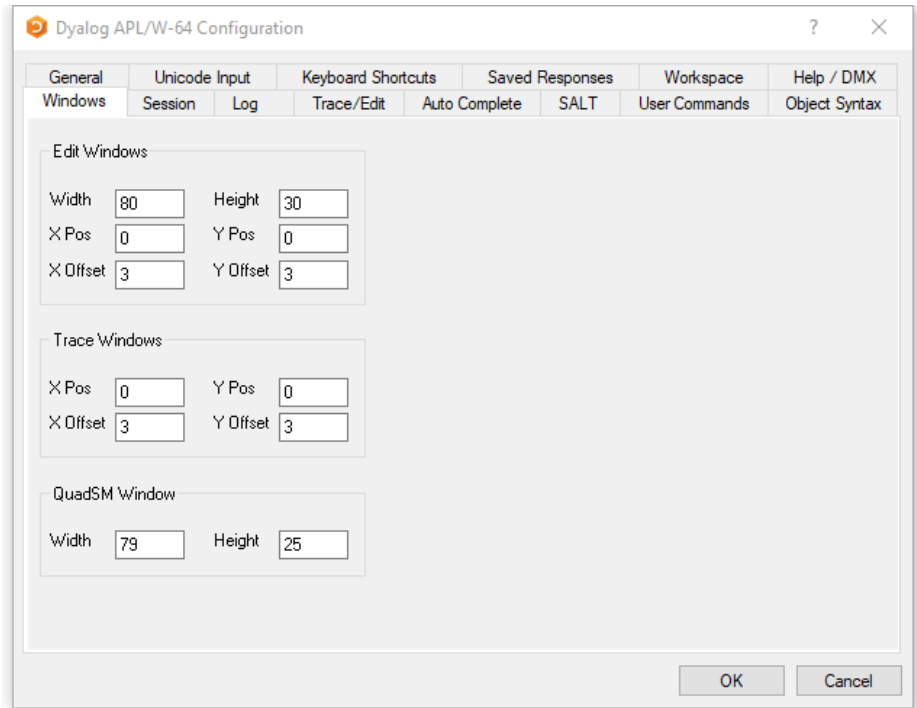 Dyalog APL/W-64 Configuration ?
General Unicode Input Keyboard Shortcuts Saved Responses Workspace Help / DMX
Windows Session Log Trace/Edit Auto Complete SALT User Commands Object Syntax
Edit Windows
Width 80 Height 30
X Pos 0 Y Pos 0
X Offset 3 Y Offset 3
Trace Windows
X Pos 0 Y Pos 0
X Offset 3 Y Offset 3
QuadSM Window
Width 79 Height 25
OK Cancel